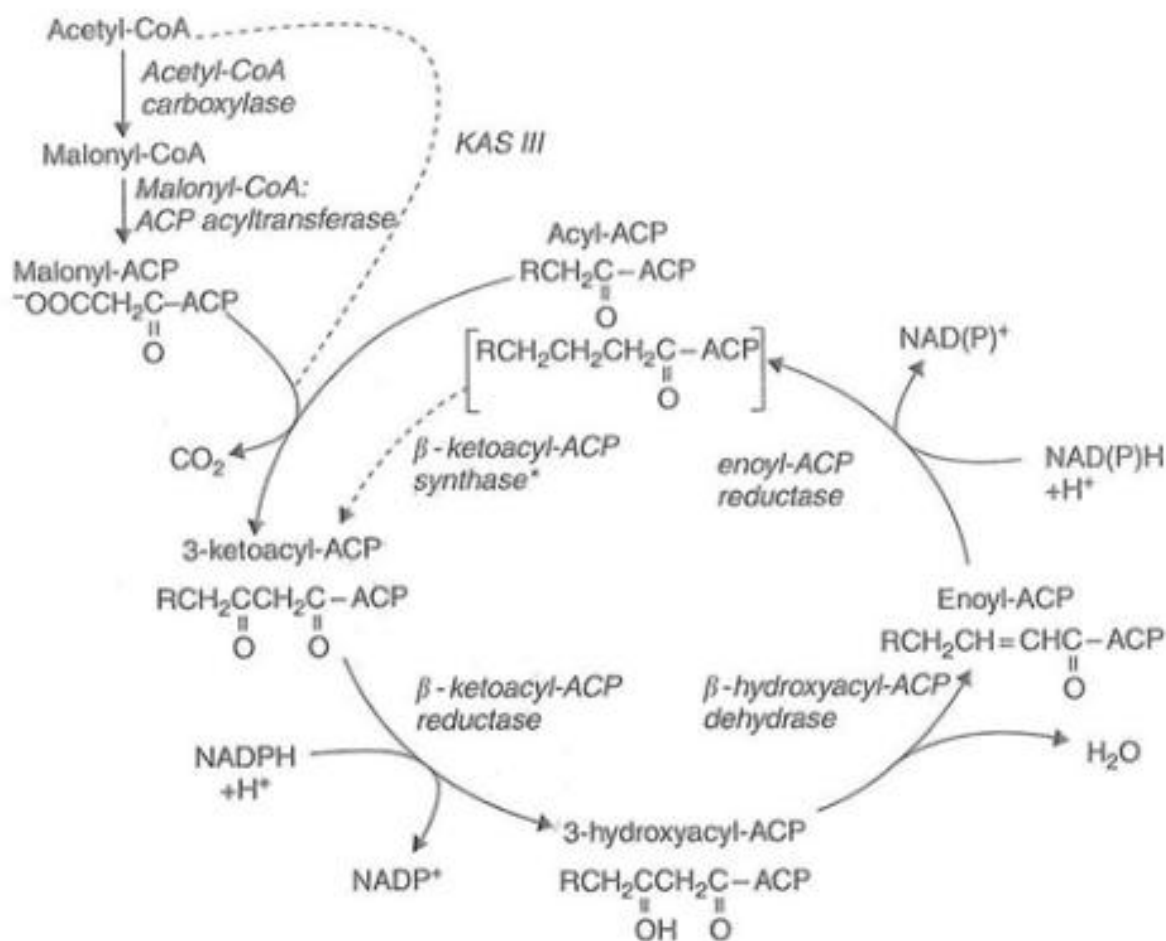 Acetyl-CoA
Acetyl-CoA
carboxylase
KAS III
Malonyl-CoA
Malonyl-CoA:
ACP acyltransferase
Malonyl-ACP
⁻OOCCH₂C–ACP
O
Acyl-ACP
RCH₂C–ACP
O
RCH₂CH₂CH₂C–ACP
O
NAD(P)⁺
CO₂
β-ketoacyl-ACP
synthase*
enoyl-ACP
reductase
NAD(P)H
+H⁺
3-ketoacyl-ACP
RCH₂CCH₂C–ACP
O O
Enoyl-ACP
RCH₂CH=CHC–ACP
O
β-ketoacyl-ACP
reductase
β-hydroxyacyl-ACP
dehydrase
NADPH
+H⁺
H₂O
NADP⁺
3-hydroxyacyl-ACP
RCH₂CCH₂C–ACP
OH O